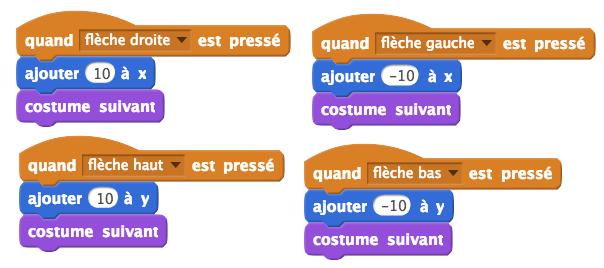 quand flèche droite est pressé
ajouter 10 à x
costume suivant
quand flèche gauche est pressé
ajouter -10 à x
costume suivant
quand flèche haut est pressé
ajouter 10 à y
costume suivant
quand flèche bas est pressé
ajouter -10 à y
costume suivant